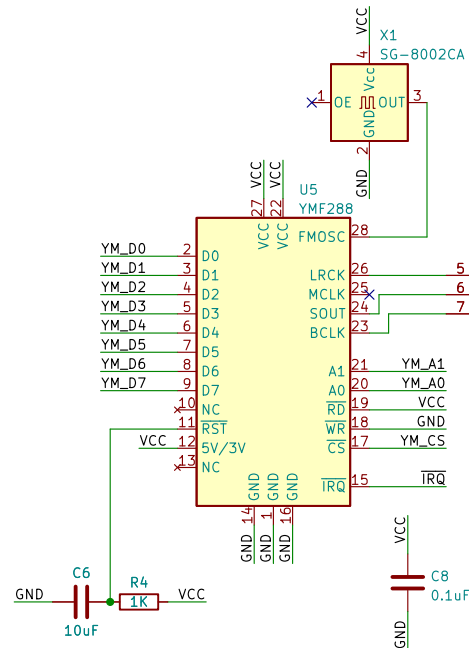 VCC
X1
SG-8002CA
4
Vcc
1
OE
OUT
3
GND
2
GND
VCC
VCC
U5
YMF288
27
22
VCC
VCC
FMOSC
28
YM_D0
2
D0
YM_D1
3
D1
LRCK
26
5
YM_D2
4
D2
MCLK
25
6
YM_D3
5
D3
SOUT
24
7
YM_D4
6
D4
BCLK
23
YM_D5
7
D5
YM_D6
8
D6
A1
21
YM_A1
YM_D7
9
D7
A0
20
YM_A0
10
NC
RD
19
VCC
11
RST
WR
18
GND
VCC
12
5V/3V
CS
17
YM_CS
13
NC
IRQ
15
IRQ
GND
GND
GND
14
1
16
GND
GND
GND
VCC
C6
R4
C8
GND
1K
VCC
0.1uF
10uF
GND